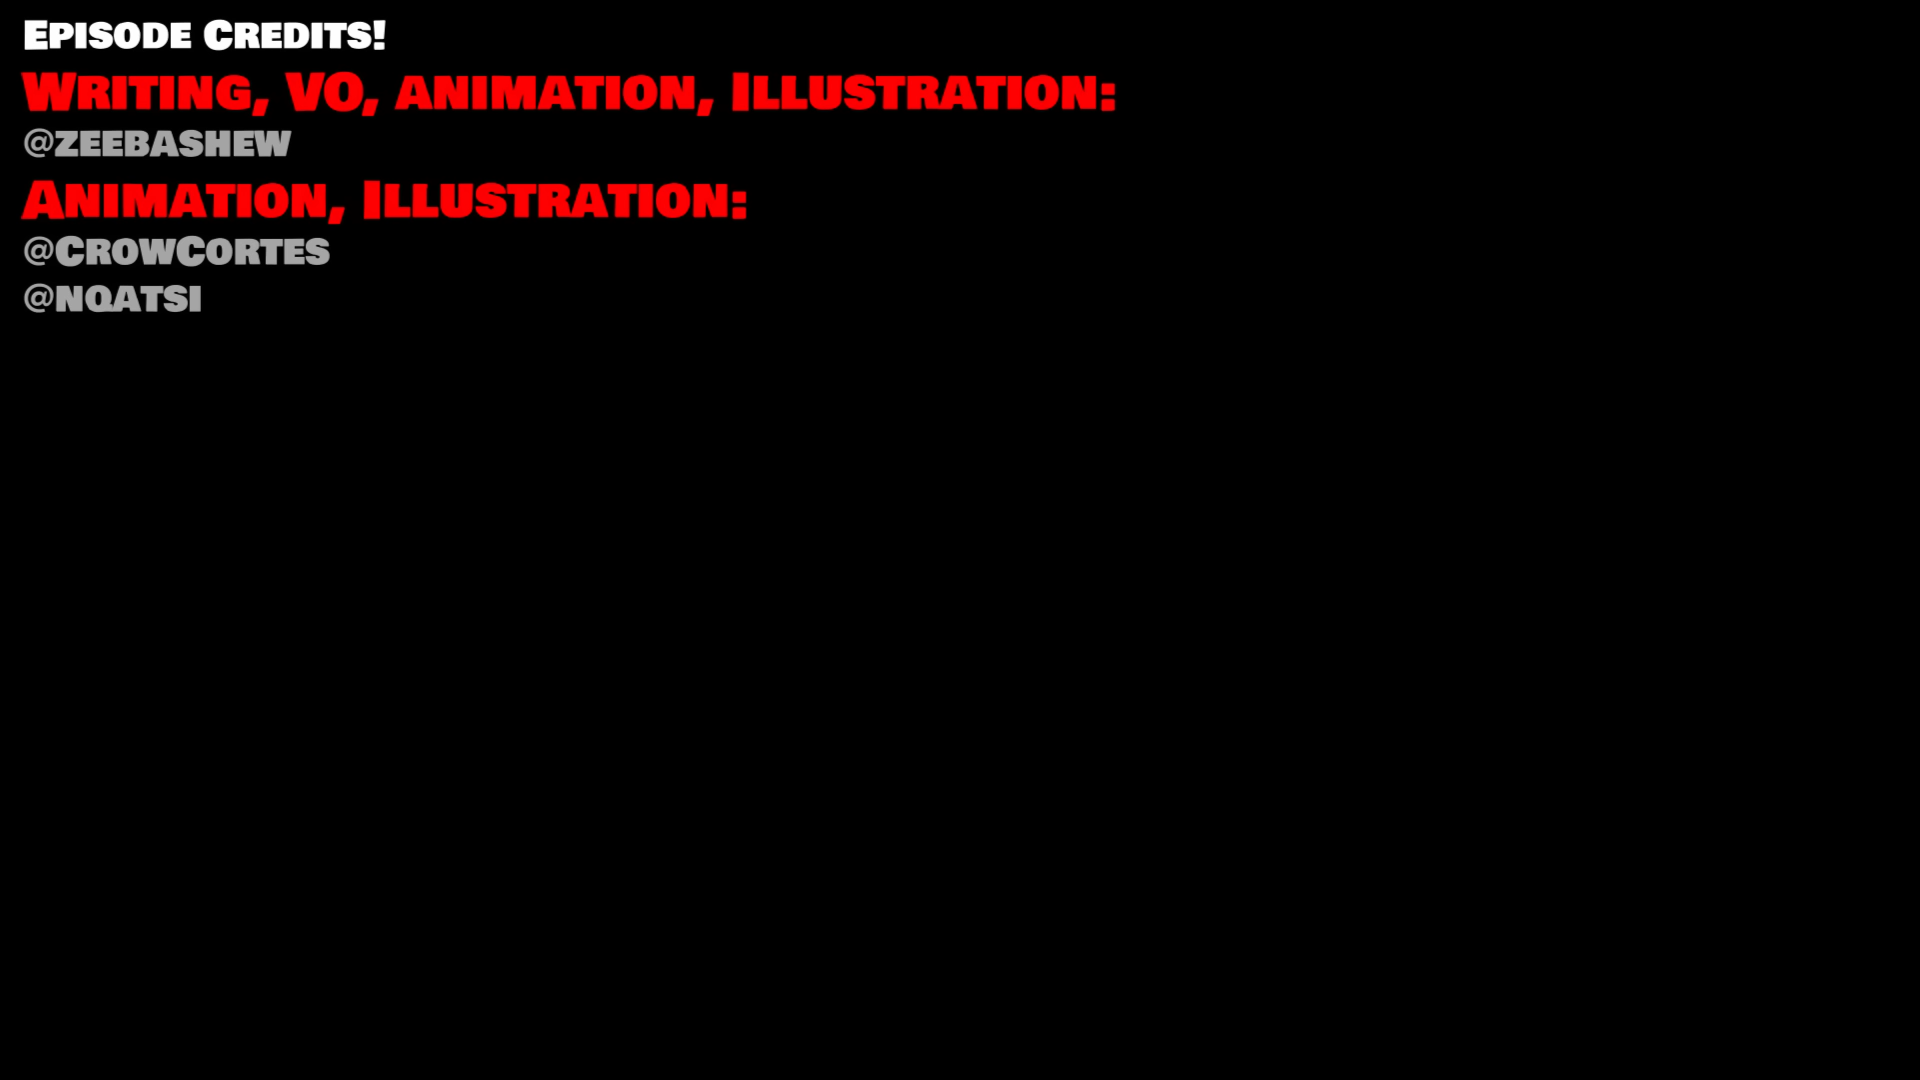 Episode Credits!
Writing, VO, animation, Illustration:
@zeebashew
Animation, Illustration:
@CrowCortes
@nqatsi